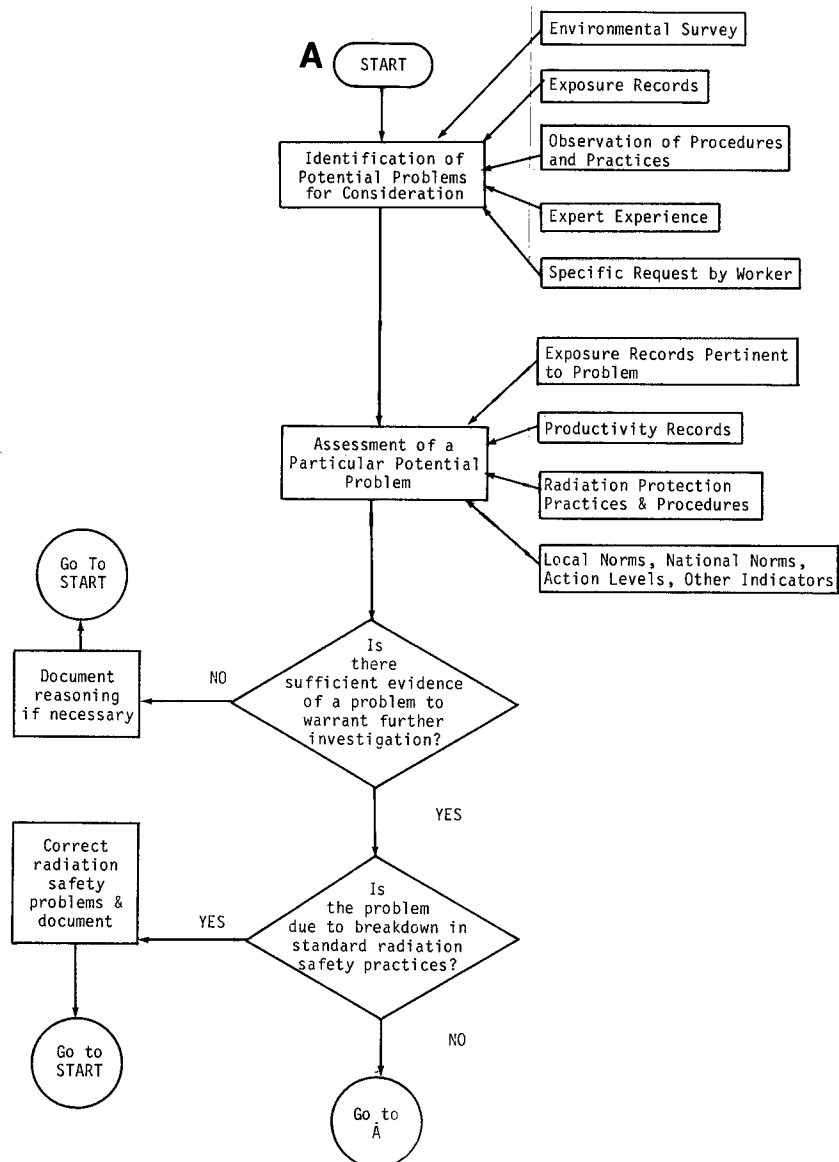 A
START
Environmental Survey
Exposure Records
Observation of Procedures
and Practices
Expert Experience
Specific Request by Worker
Identification of
Potential Problems
for Consideration
Exposure Records Pertinent
to Problem
Productivity Records
Radiation Protection
Practices & Procedures
Local Norms, National Norms,
Action Levels, Other Indicators
Assessment of a
Particular Potential
Problem
Go To
START
Document
reasoning
if necessary
NO
Is
there
sufficient evidence
of a problem to
warrant further
investigation?
YES
Correct
radiation
safety
problems &
document
YES
Is
the problem
due to breakdown in
standard radiation
safety practices?
Go to
START
NO
Go to
A